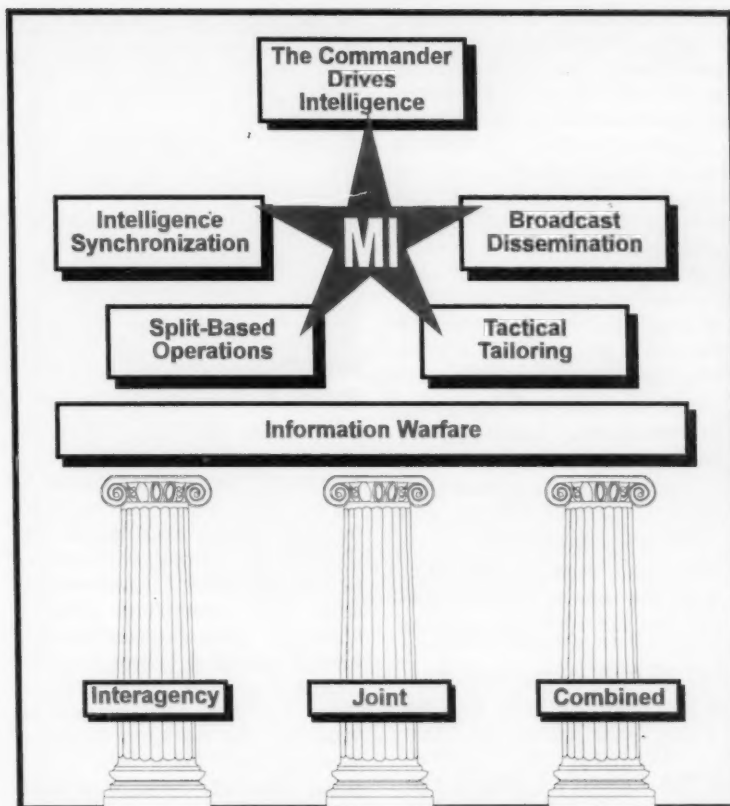 The Commander
Drives
Intelligence
Intelligence
Synchronization
MI
Broadcast
Dissemination
Split-Based
Operations
Tactical
Tailoring
Information Warfare
Interagency
Joint
Combined